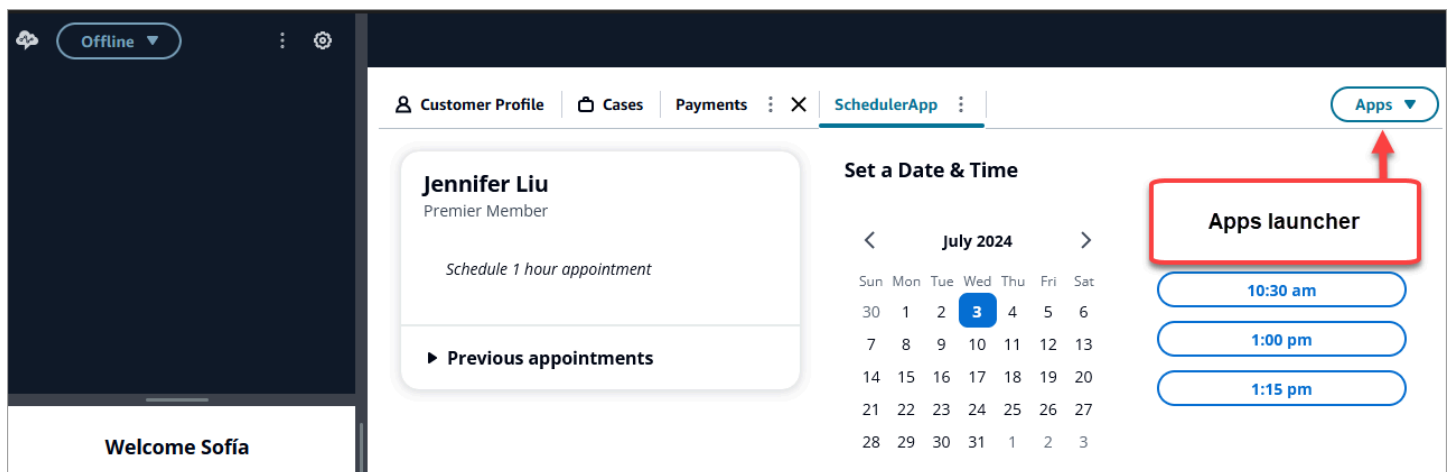 Offline
Customer Profile Cases Payments SchedulerApp Apps
Jennifer Liu
Premier Member
Schedule 1 hour appointment
Previous appointments
Set a Date & Time
July 2024
Sun Mon Tue Wed Thu Fri Sat
30 1 2 3 4 5 6
7 8 9 10 11 12 13
14 15 16 17 18 19 20
21 22 23 24 25 26 27
28 29 30 31 1 2 3
Apps launcher
10:30 am
1:00 pm
1:15 pm
Welcome Sofía